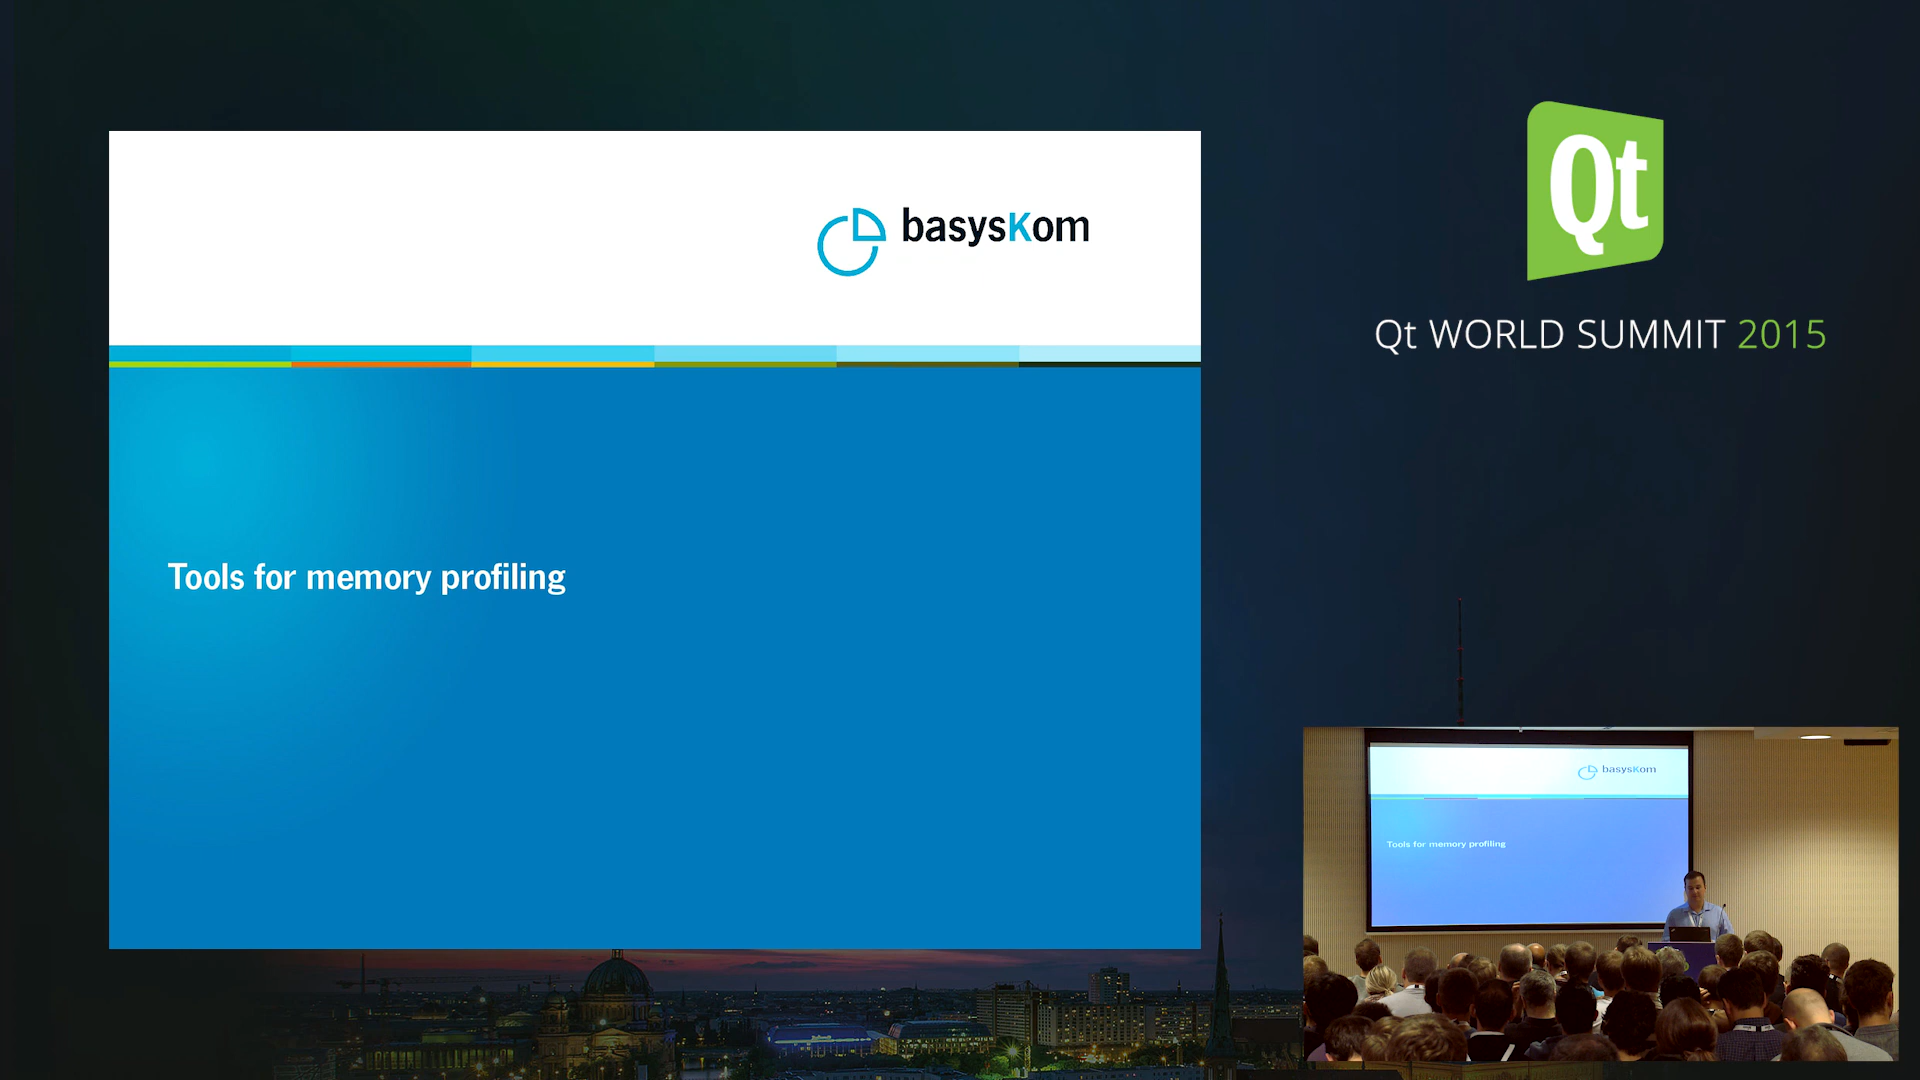 basysKom
Tools for memory profiling
Qt
Qt WORLD SUMMIT 2015
basysKom
Tools for memory profiling